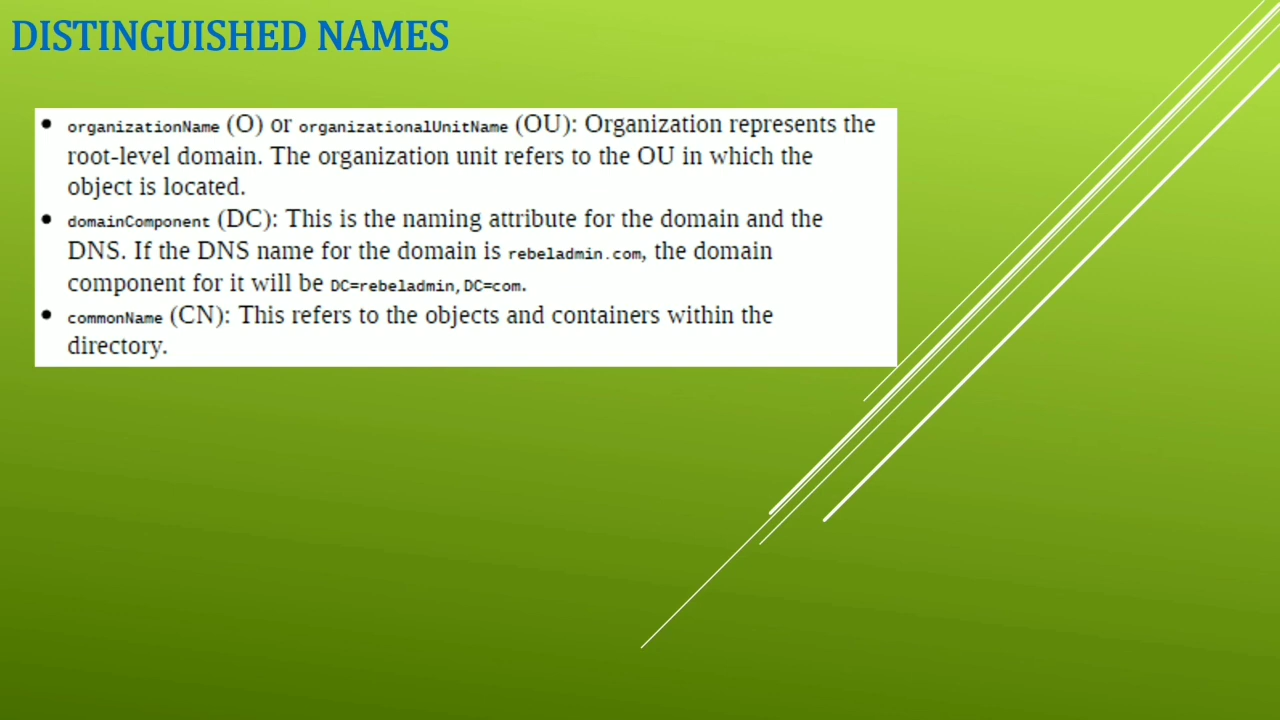 DISTINGUISHED NAMES
• organizationName (O) or organizationalUnitName (OU): Organization represents the
root-level domain. The organization unit refers to the OU in which the
object is located.
• domainComponent (DC): This is the naming attribute for the domain and the
DNS. If the DNS name for the domain is rebeladmin.com, the domain
component for it will be DC=rebeladmin,DC=com.
• commonName (CN): This refers to the objects and containers within the
directory.